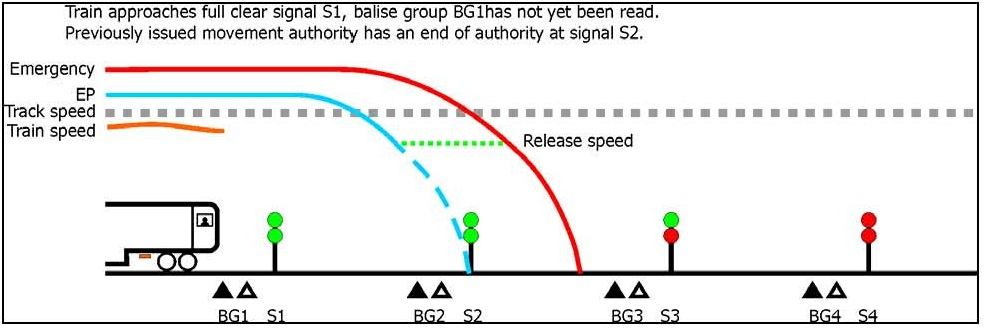 Train approaches full clear signal S1, balise group BG1has not yet been read.
Previously issued movement authority has an end of authority at signal S2.
Emergency
EP
Track speed
Train speed
Release speed
BG1 S1 BG2 S2 BG3 S3 BG4 S4